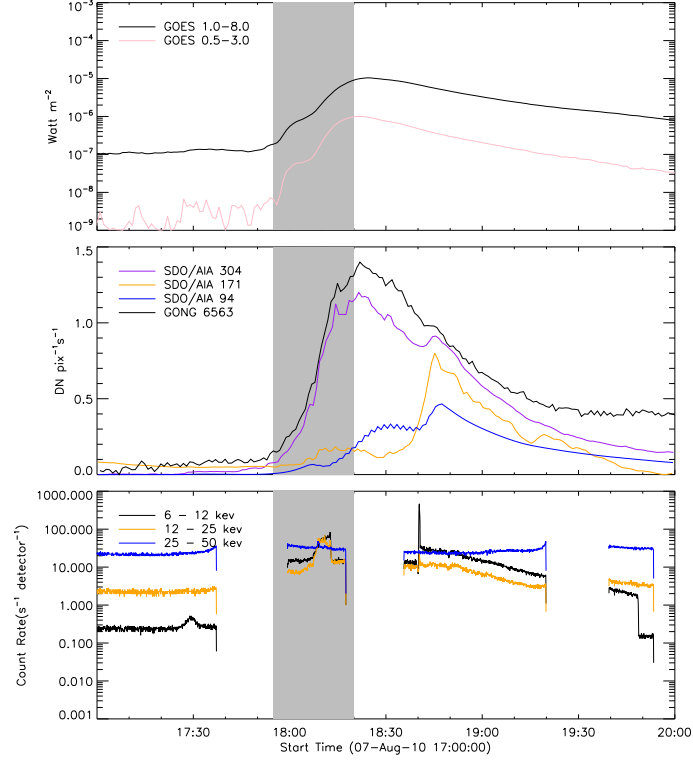 10⁻³
10⁻⁴
10⁻⁵
10⁻⁶
10⁻⁷
10⁻⁸
10⁻⁹
Watt m⁻²
GOES 1.0−8.0
GOES 0.5−3.0
1.5
1.0
0.5
0.0
DN pix⁻¹s⁻¹
SDO/AIA 304
SDO/AIA 171
SDO/AIA 94
GONG 6563
1000.000
100.000
10.000
1.000
0.100
0.010
0.001
Count Rate(s⁻¹ detector⁻¹)
6 − 12 kev
12 − 25 kev
25 − 50 kev
17:30 18:00 18:30 19:00 19:30 20:00
Start Time (07−Aug−10 17:00:00)